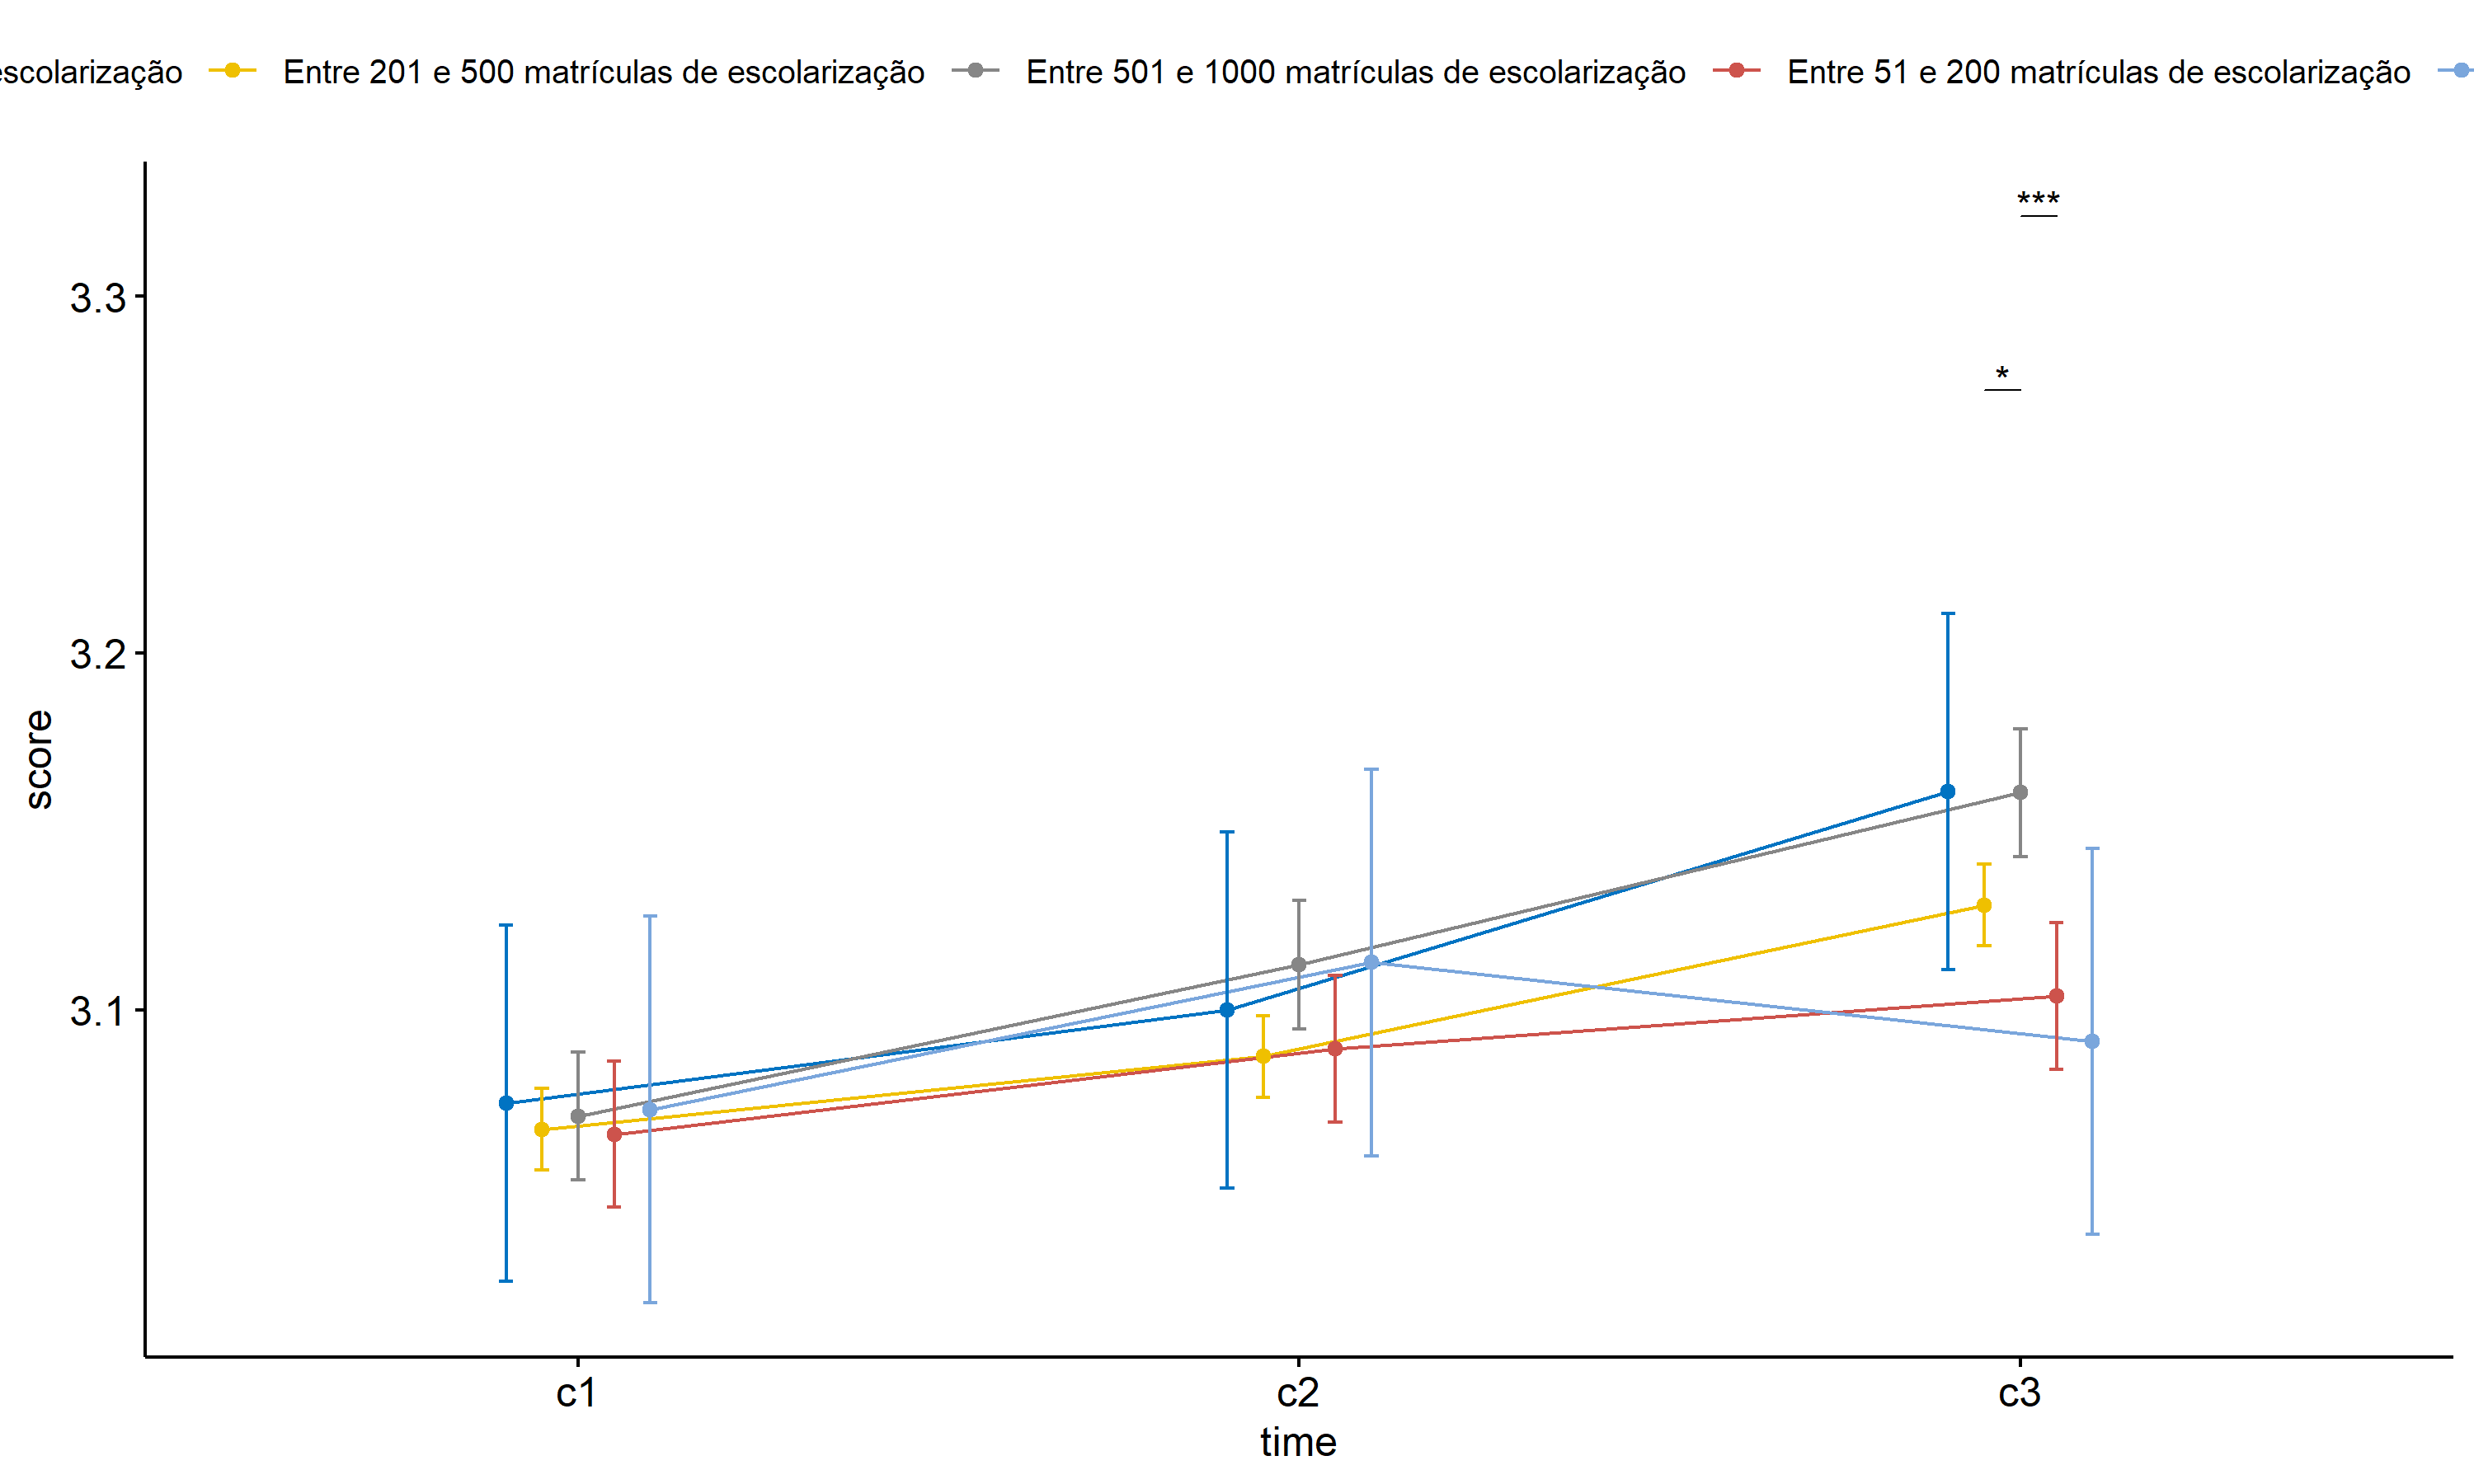 escolarização Entre 201 e 500 matrículas de escolarização Entre 501 e 1000 matrículas de escolarização Entre 51 e 200 matrículas de escolarização
***
3.3
*
3.2
score
3.1
c1 c2 c3
time